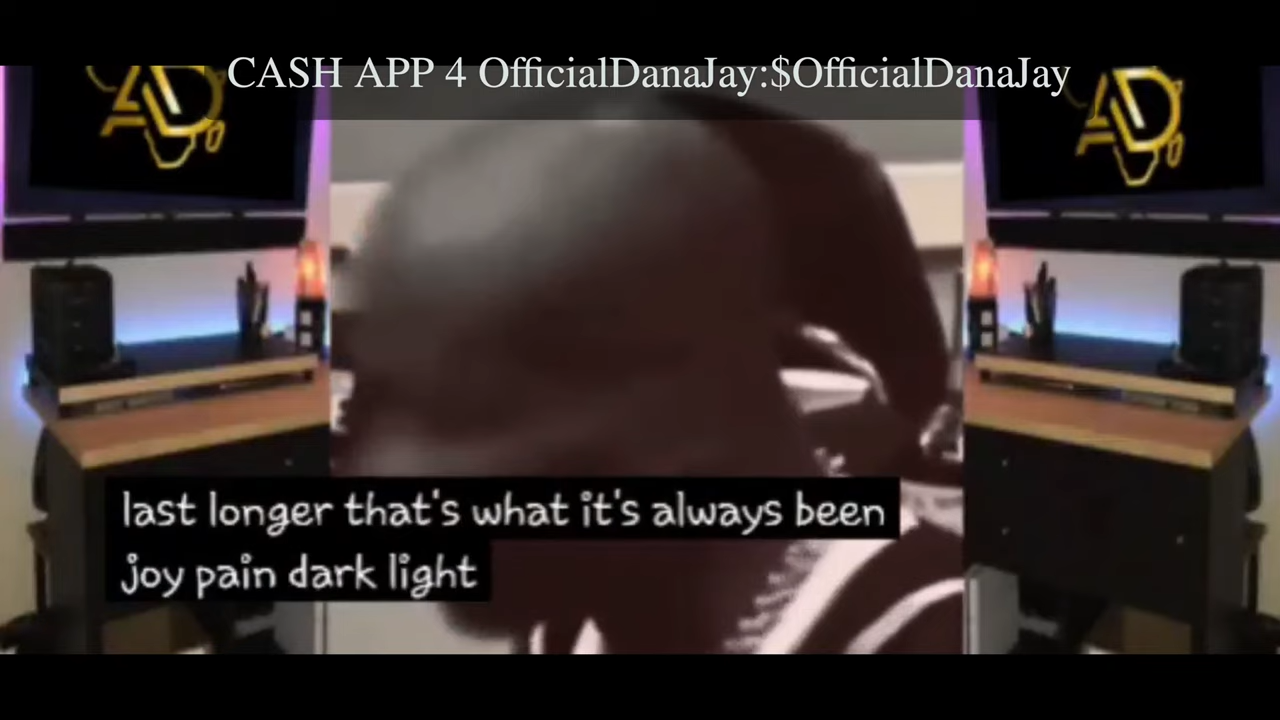 CASH APP 4 OfficialDanaJay:$OfficialDanaJay
last longer that's what it's always been
joy pain dark light